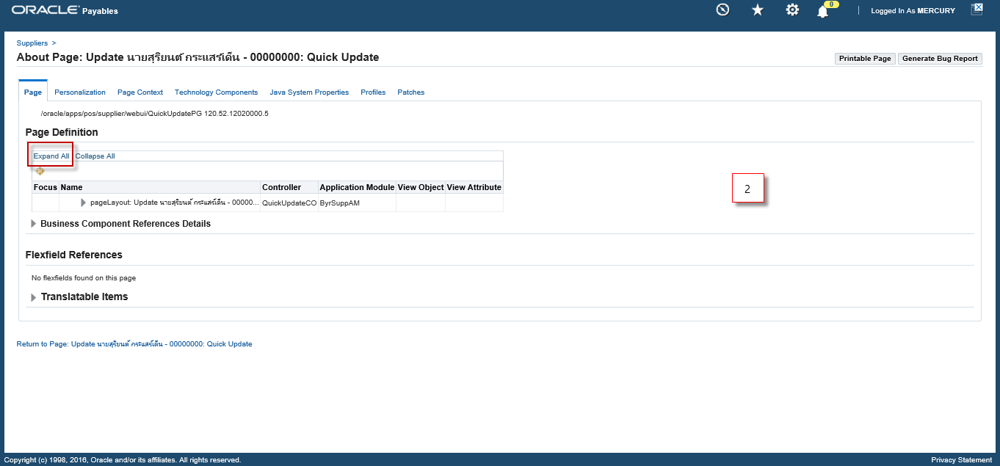 ORACLE® Payables
0
Logged In As MERCURY
Suppliers >
About Page: Update นายสุริยนต์ กระแสร์เด็น - 00000000: Quick Update
Printable Page Generate Bug Report
Page Personalization Page Context Technology Components Java System Properties Profiles Patches
/oracle/apps/pos/supplier/webui/QuickUpdatePG 120.52.12020000.5
Page Definition
Expand All Collapse All
2
Focus Name Controller Application Module View Object View Attribute
pageLayout: Update นายสุริยนต์ กระแสร์เด็น - 00000... QuickUpdateCO ByrSuppAM
Business Component References Details
Flexfield References
No flexfields found on this page
Translatable Items
Return to Page: Update นายสุริยนต์ กระแสร์เด็น - 00000000: Quick Update
Copyright (c) 1998, 2016, Oracle and/or its affiliates. All rights reserved. Privacy Statement